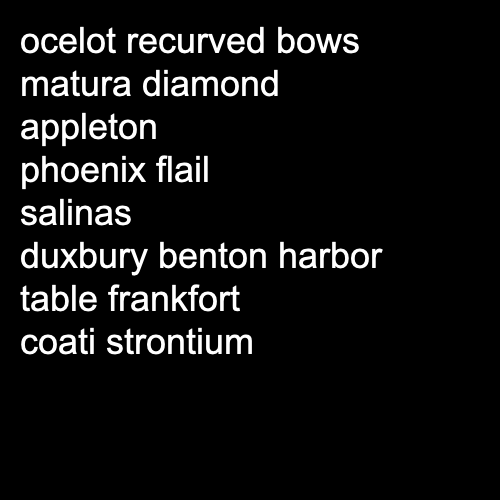 ocelot recurved bows
matura diamond
appleton
phoenix flail
salinas
duxbury benton harbor
table frankfort
coati strontium